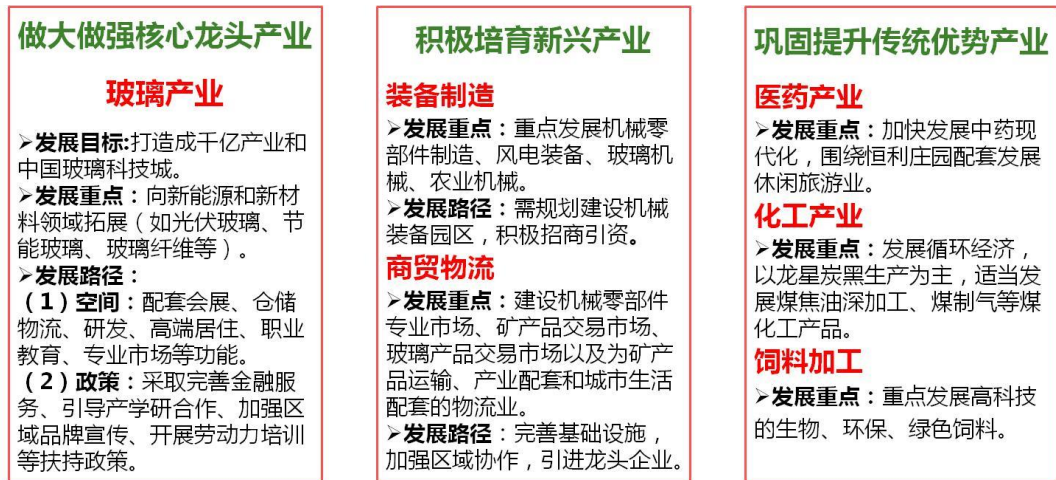 做大做强核心龙头产业
玻璃产业
➢发展目标:打造成千亿产业和
中国玻璃科技城。
➢发展重点：向新能源和新材
料领域拓展（如光伏玻璃、节
能玻璃、玻璃纤维等）。
➢发展路径：
（1）空间：配套会展、仓储
物流、研发、高端居住、职业
教育、专业市场等功能。
（2）政策：采取完善金融服
务、引导产学研合作、加强区
域品牌宣传、开展劳动力培训
等扶持政策。
积极培育新兴产业
装备制造
➢发展重点：重点发展机械零
部件制造、风电装备、玻璃机
械、农业机械。
➢发展路径：需规划建设机械
装备园区，积极招商引资。
商贸物流
➢发展重点：建设机械零部件
专业市场、矿产品交易市场、
玻璃产品交易市场以及为矿产
品运输、产业配套和城市生活
配套的物流业。
➢发展路径：完善基础设施，
加强区域协作，引进龙头企业。
巩固提升传统优势产业
医药产业
➢发展重点：加快发展中药现
代化，围绕恒利庄园配套发展
休闲旅游业。
化工产业
➢发展重点：发展循环经济，
以龙星炭黑生产为主，适当发
展煤焦油深加工、煤制气等煤
化工产品。
饲料加工
➢发展重点：重点发展高科技
的生物、环保、绿色饲料。